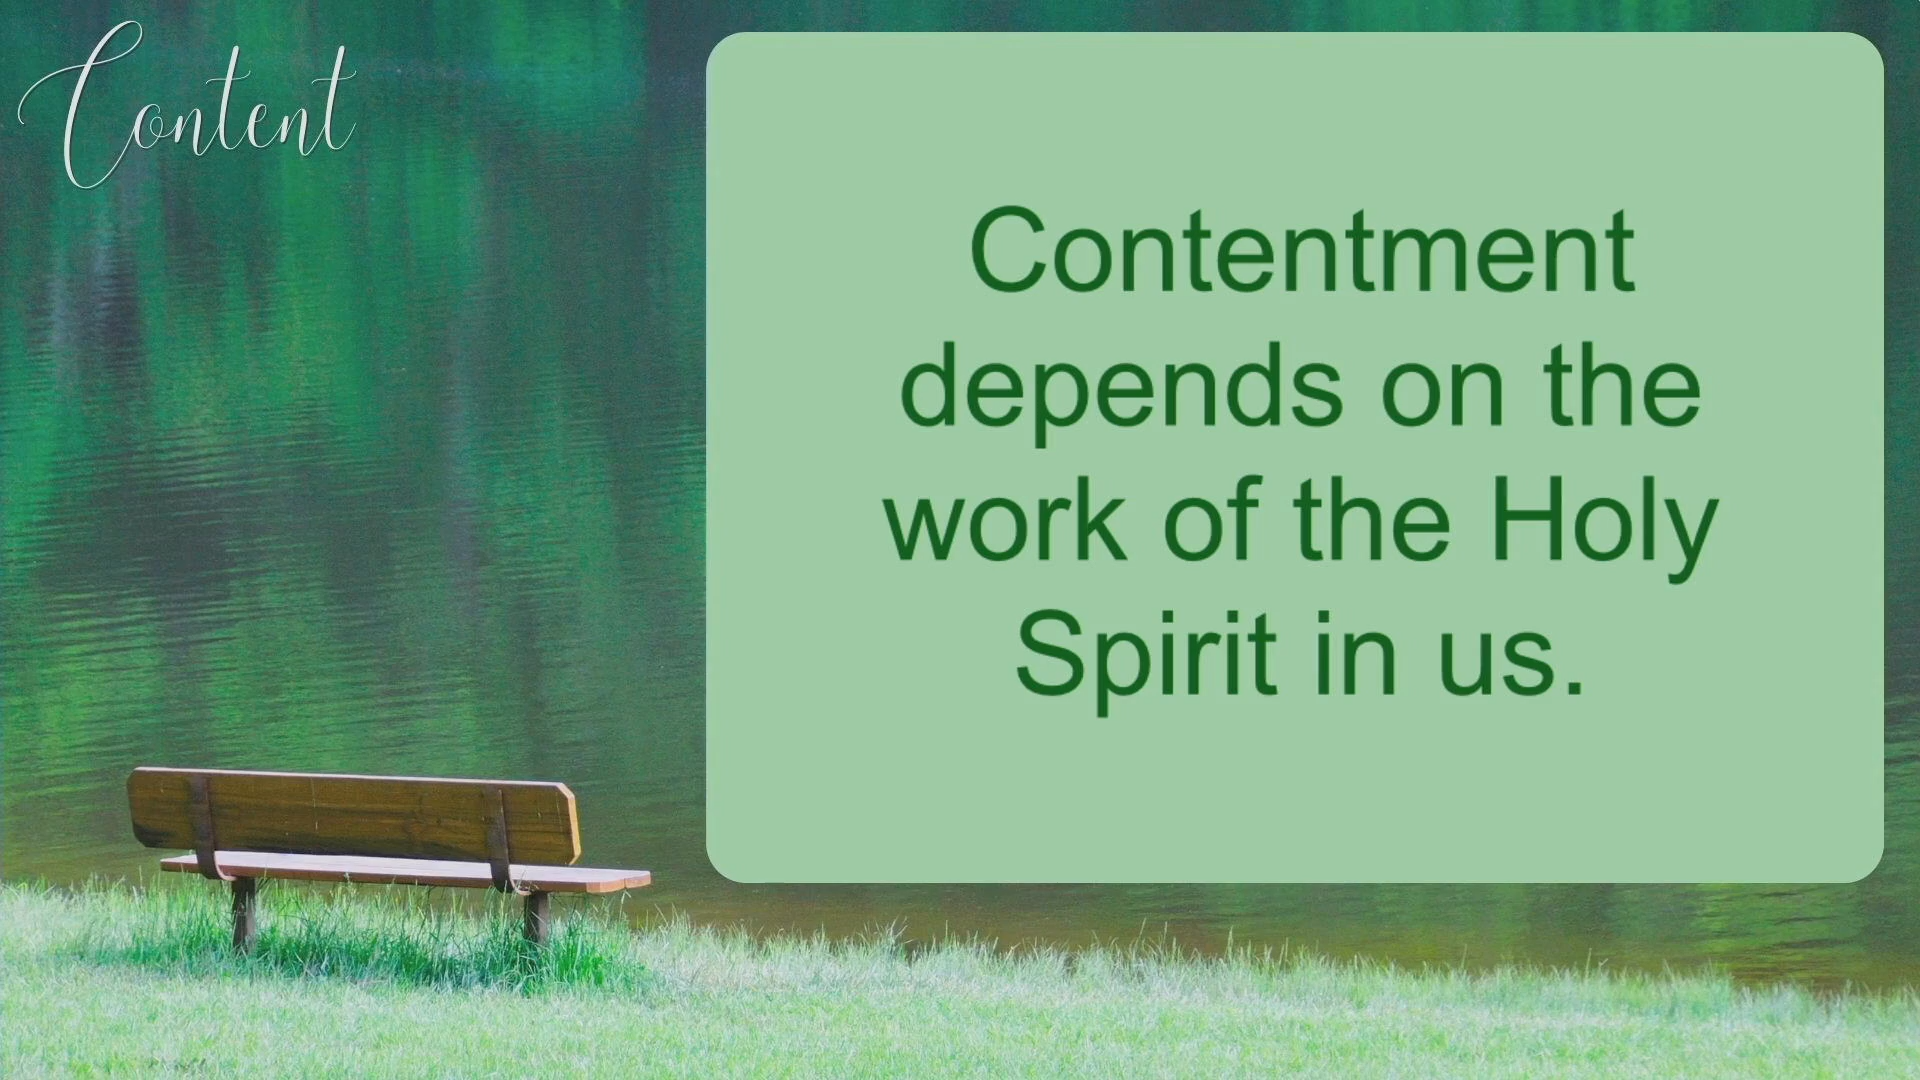 Content
Contentment
depends on the
work of the Holy
Spirit in us.